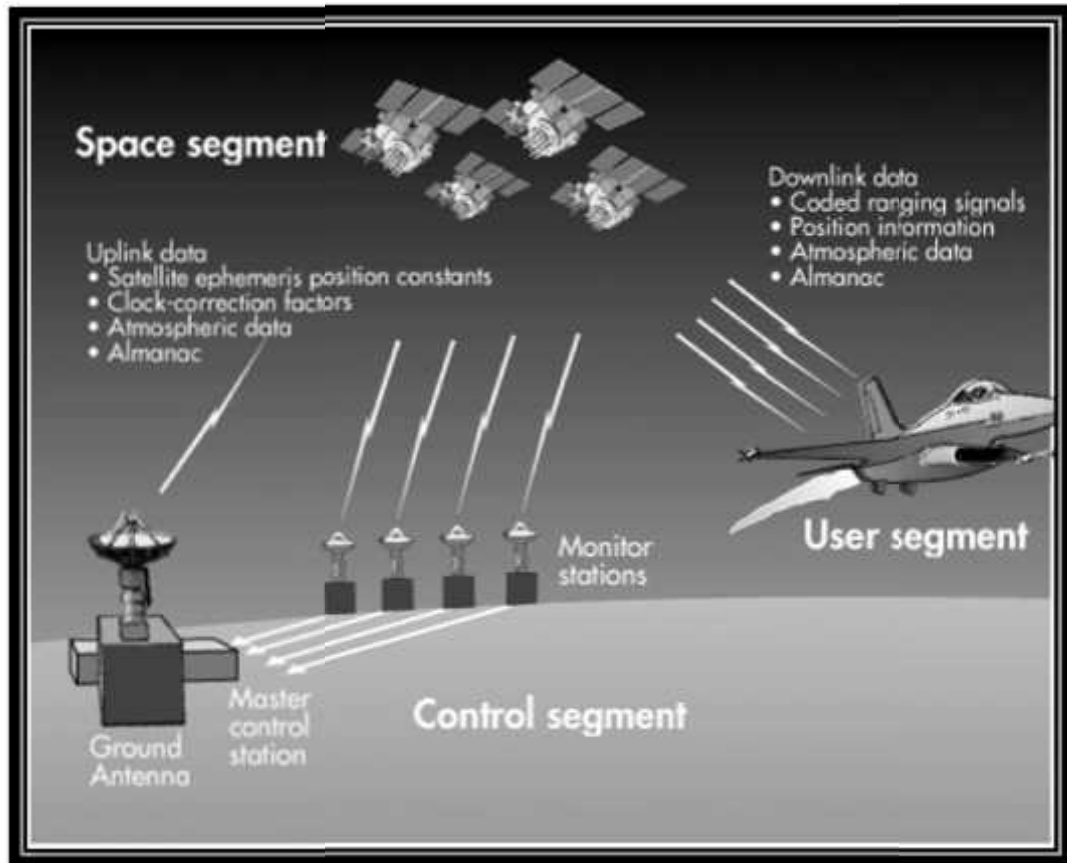 Space segment
Downlink data
• Coded ranging signals
• Position information
• Atmospheric data
• Almanac
Uplink data
• Satellite ephemeris position constants
• Clock-correction factors
• Atmospheric data
• Almanac
User segment
Monitor
stations
Master
control
station
Control segment
Ground
Antenna